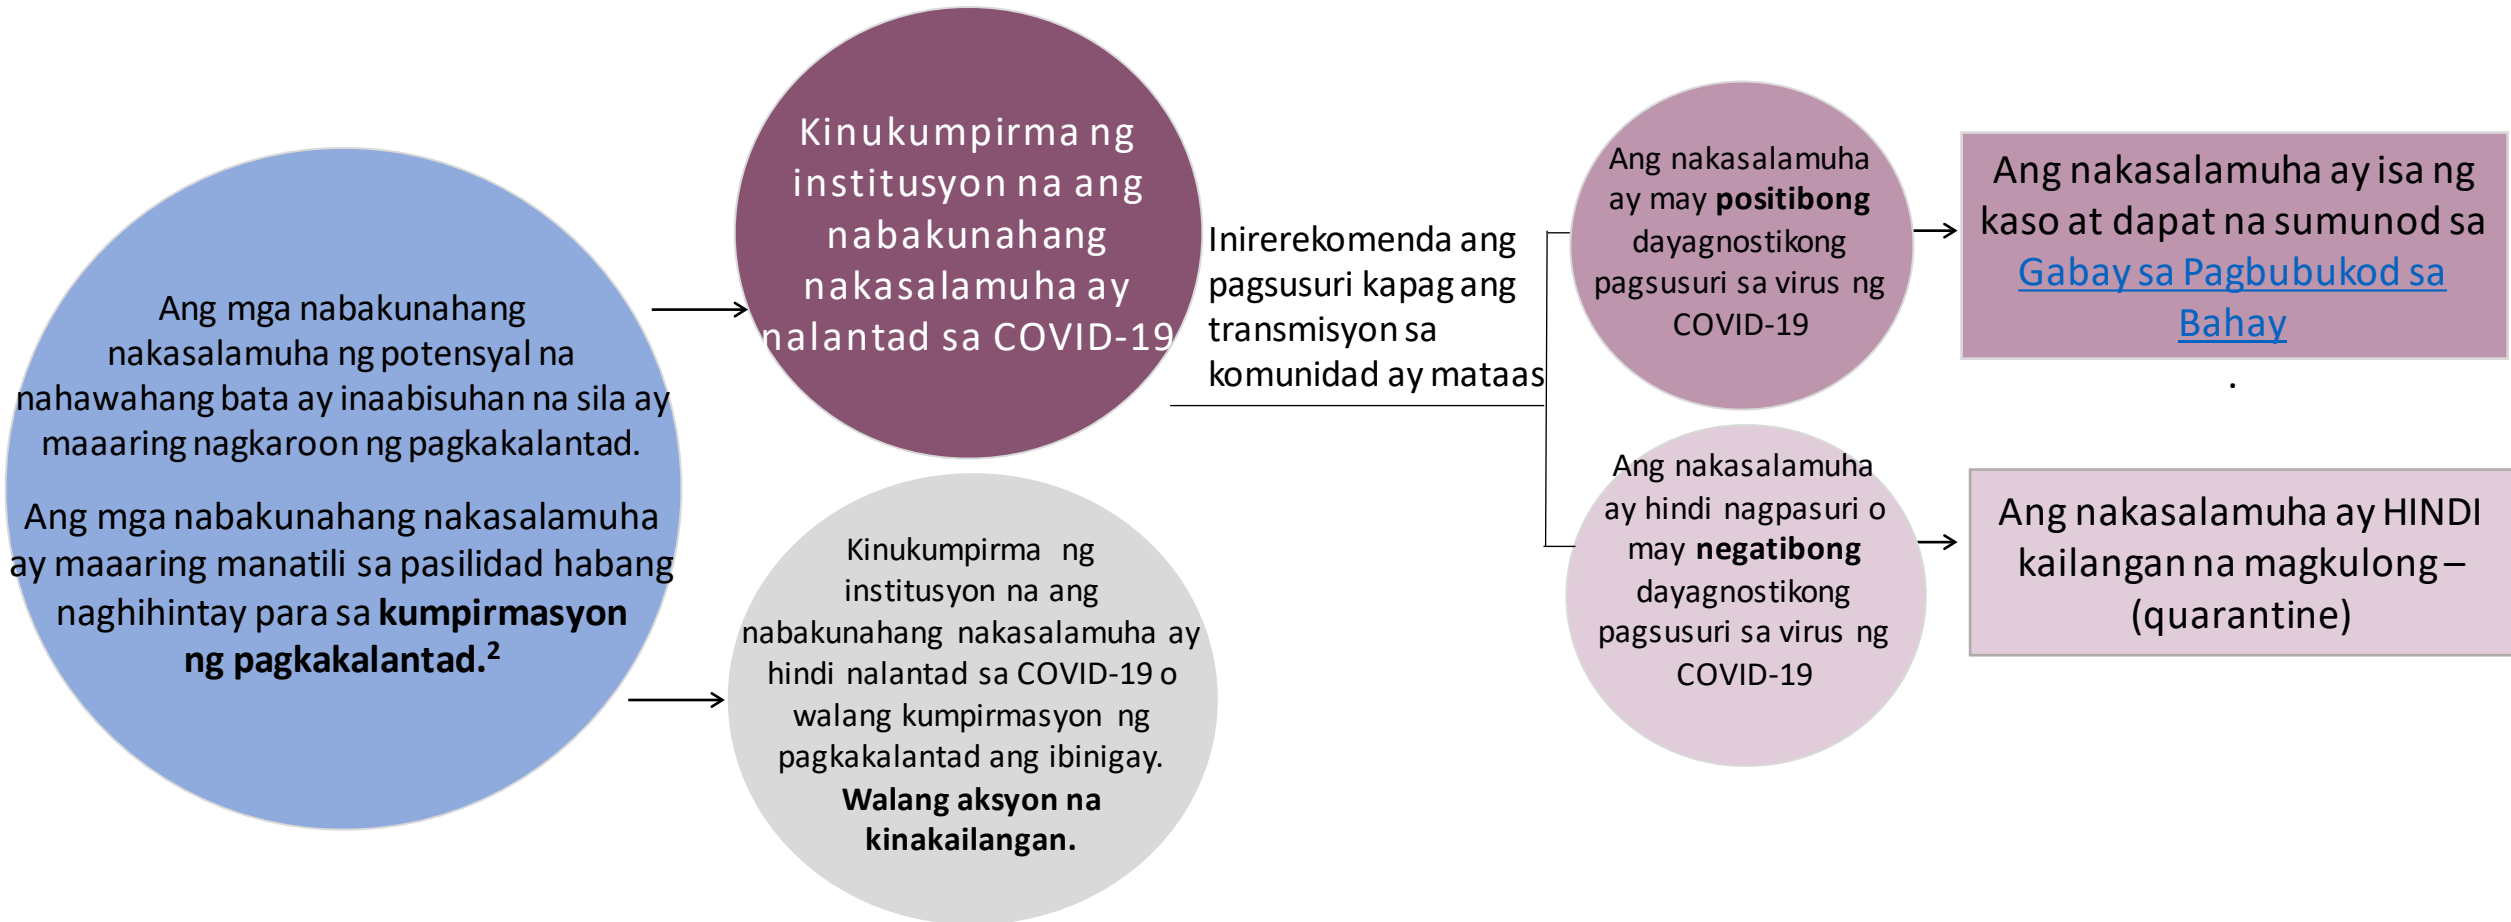 Ang mga nabakunahang
nakasalamuha ng potensyal na
nahawahang bata ay inaabisuhan na sila ay
maaaring nagkaroon ng pagkakalantad.
Ang mga nabakunahang nakasalamuha
ay maaaring manatili sa pasilidad habang
naghihintay para sa kumpirmasyon
ng pagkakalantad.²
Kinukumpirma ng
institusyon na ang
nabakunahang
nakasalamuha ay
nalantad sa COVID-19
Kinukumpirma ng
institusyon na ang
nabakunahang nakasalamuha ay
hindi nalantad sa COVID-19 o
walang kumpirmasyon ng
pagkakalantad ang ibinigay.
Walang aksyon na
kinakailangan.
Inirerekomenda ang
pagsusuri kapag ang
transmisyon sa
komunidad ay mataas
Ang nakasalamuha
ay may positibong
dayagnostikong
pagsusuri sa virus ng
COVID-19
Ang nakasalamuha ay isa ng
kaso at dapat na sumunod sa
Gabay sa Pagbubukod sa
Bahay
.
Ang nakasalamuha
ay hindi nagpasuri o
may negatibong
dayagnostikong
pagsusuri sa virus ng
COVID-19
Ang nakasalamuha ay HINDI
kailangan na magkulong –
(quarantine)